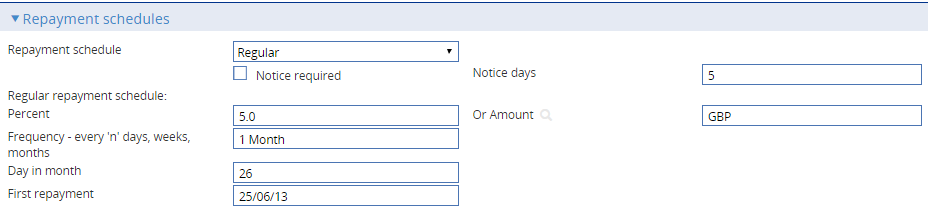 Repayment schedules
Repayment schedule
Regular
Notice required
Notice days
5
Regular repayment schedule:
Percent
5.0
Or Amount
GBP
Frequency - every 'n' days, weeks,
months
1 Month
Day in month
26
First repayment
25/06/13